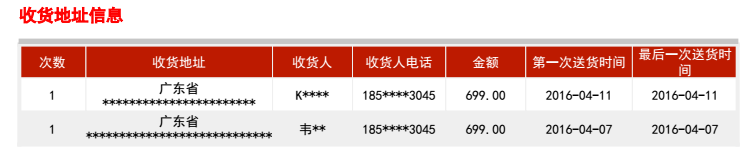 收货地址信息
次数 收货地址 收货人 收货人电话 金额 第一次送货时间 最后一次送货时间
1 广东省 *********************** K**** 185****3045 699.00 2016-04-11 2016-04-11
1 广东省 **************************** 韦** 185****3045 699.00 2016-04-07 2016-04-07